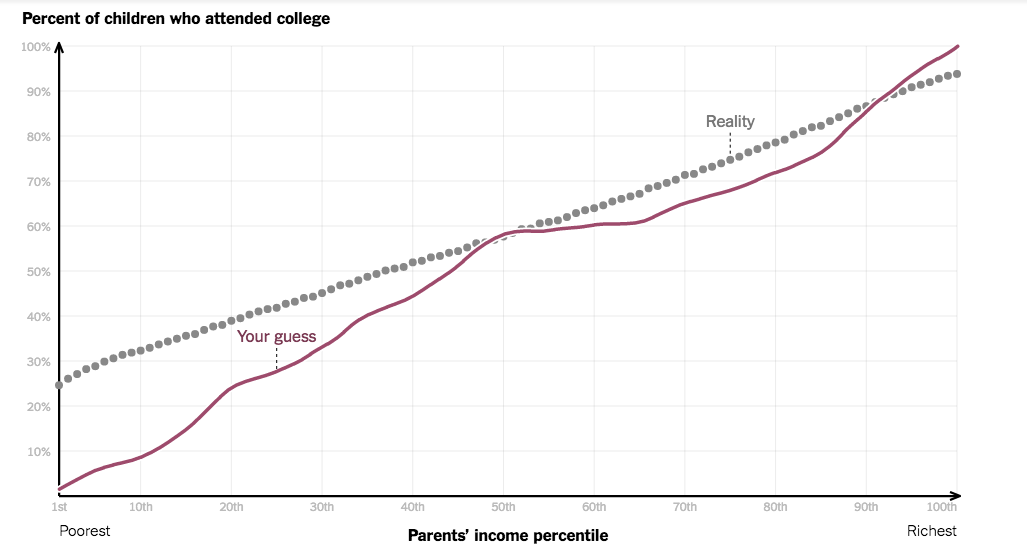 Percent of children who attended college
100%
90%
80%
Reality
70%
60%
50%
40%
Your guess
30%
20%
10%
1st 10th 20th 30th 40th 50th 60th 70th 80th 90th 100th
Poorest Parents' income percentile Richest